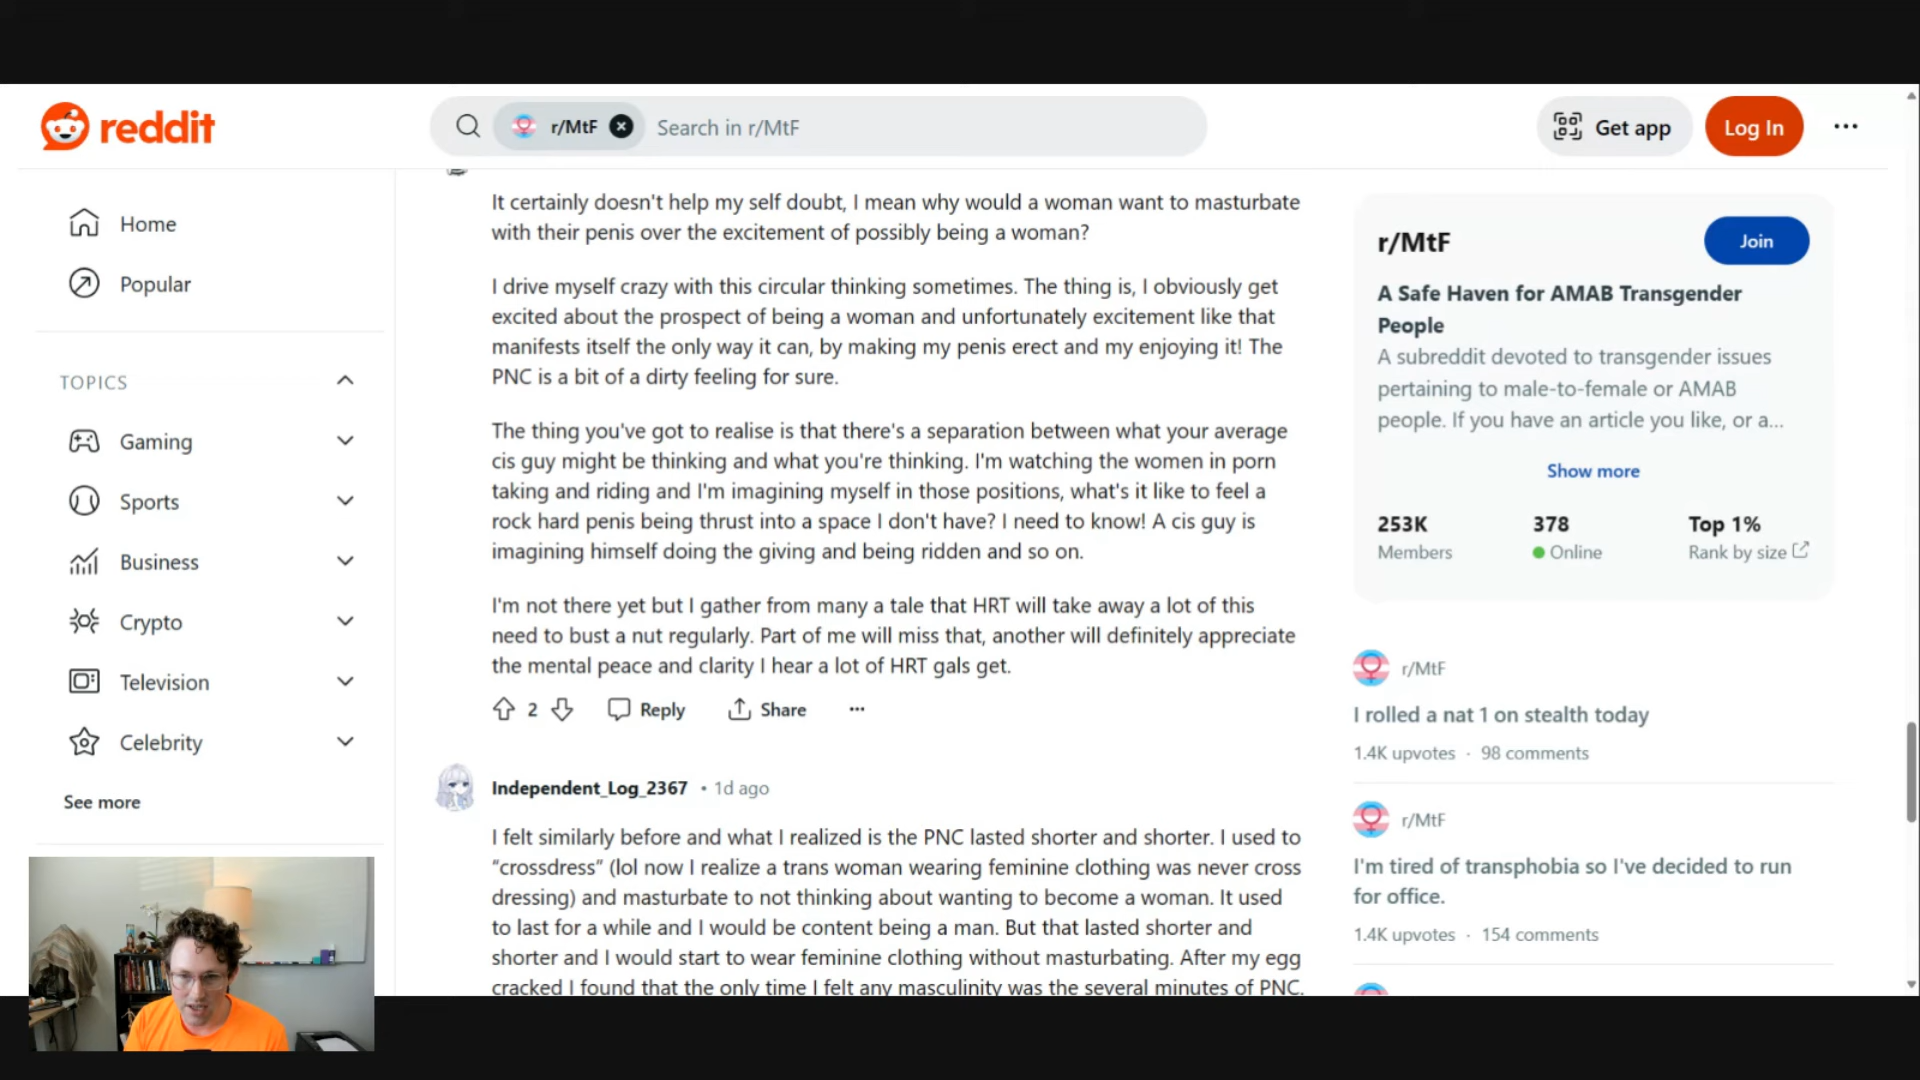 reddit
r/MtF
Search in r/MtF
Get app
Log In
Home
Popular
TOPICS
Gaming
Sports
Business
Crypto
Television
Celebrity
See more
It certainly doesn't help my self doubt, I mean why would a woman want to masturbate
with their penis over the excitement of possibly being a woman?
I drive myself crazy with this circular thinking sometimes. The thing is, I obviously get
excited about the prospect of being a woman and unfortunately excitement like that
manifests itself the only way it can, by making my penis erect and my enjoying it! The
PNC is a bit of a dirty feeling for sure.
The thing you've got to realise is that there's a separation between what your average
cis guy might be thinking and what you're thinking. I'm watching the women in porn
taking and riding and I'm imagining myself in those positions, what's it like to feel a
rock hard penis being thrust into a space I don't have? I need to know! A cis guy is
imagining himself doing the giving and being ridden and so on.
I'm not there yet but I gather from many a tale that HRT will take away a lot of this
need to bust a nut regularly. Part of me will miss that, another will definitely appreciate
the mental peace and clarity I hear a lot of HRT gals get.
2
Reply
Share
Independent_Log_2367 • 1d ago
I felt similarly before and what I realized is the PNC lasted shorter and shorter. I used to
“crossdress” (lol now I realize a trans woman wearing feminine clothing was never cross
dressing) and masturbate to not thinking about wanting to become a woman. It used
to last for a while and I would be content being a man. But that lasted shorter and
shorter and I would start to wear feminine clothing without masturbating. After my egg
cracked I found that the only time I felt any masculinity was the several minutes of PNC.
r/MtF
Join
A Safe Haven for AMAB Transgender
People
A subreddit devoted to transgender issues
pertaining to male-to-female or AMAB
people. If you have an article you like, or a...
Show more
253K
Members
378
Online
Top 1%
Rank by size
r/MtF
I rolled a nat 1 on stealth today
1.4K upvotes · 98 comments
r/MtF
I'm tired of transphobia so I've decided to run
for office.
1.4K upvotes · 154 comments